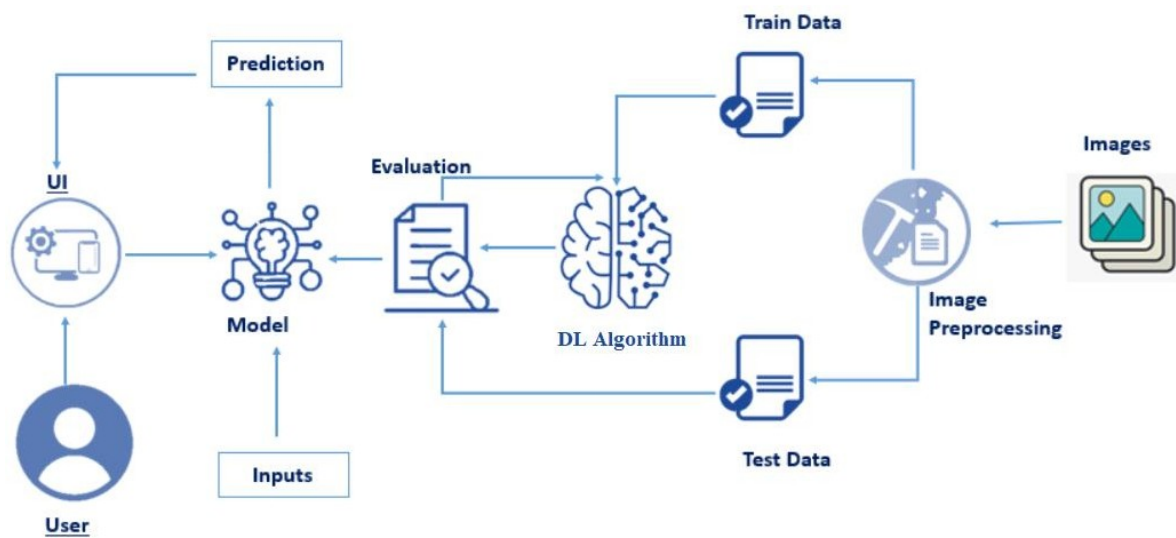 Train Data
Prediction
Images
Evaluation
UI
Image
Preprocessing
Model
DL Algorithm
Test Data
Inputs
User